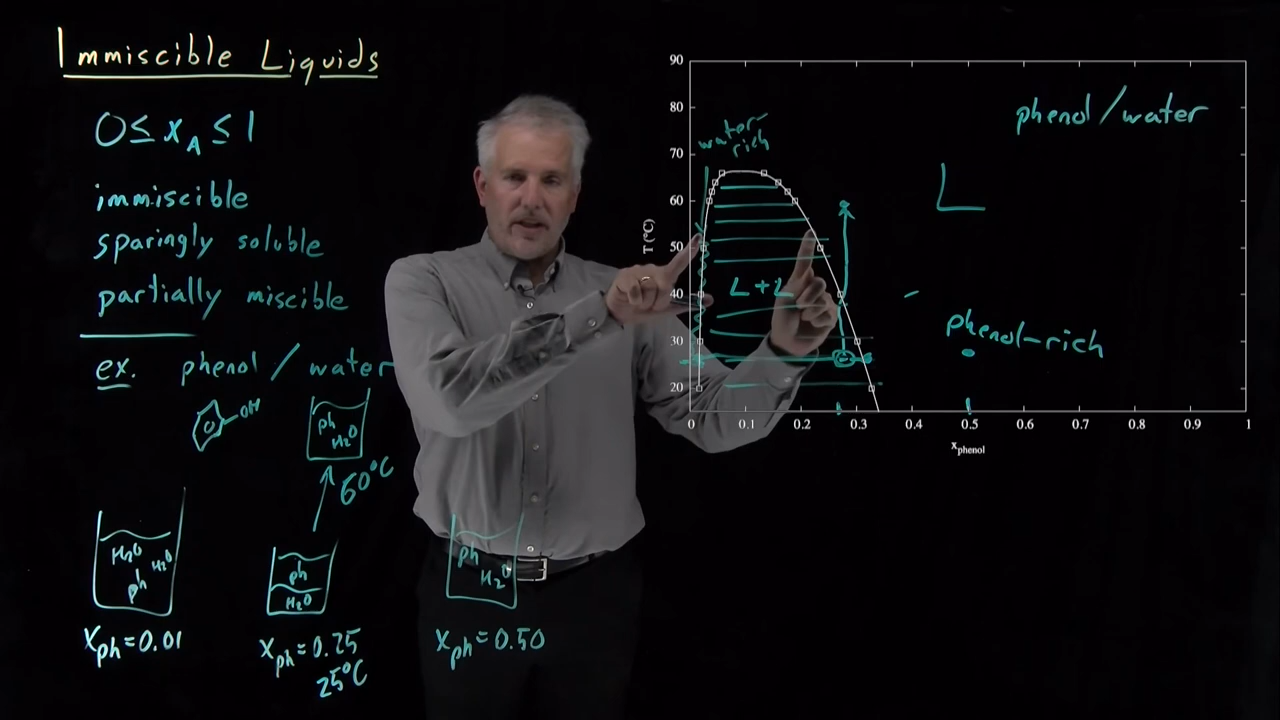 Immiscible Liquids
0 ≤ x_A ≤ 1
immiscible
sparingly soluble
partially miscible
ex. phenol / water
OH
ph
H₂O
60°C
H₂O
H₂O
ph
x_ph = 0.01
ph
H₂O
x_ph = 0.25
25°C
ph
H₂O
x_ph = 0.50
phenol/water
water-
rich
L
L + L
phenol-rich
T (°C)
90
80
70
60
50
40
30
20
0 0.1 0.2 0.3 0.4 0.5 0.6 0.7 0.8 0.9 1
x_phenol